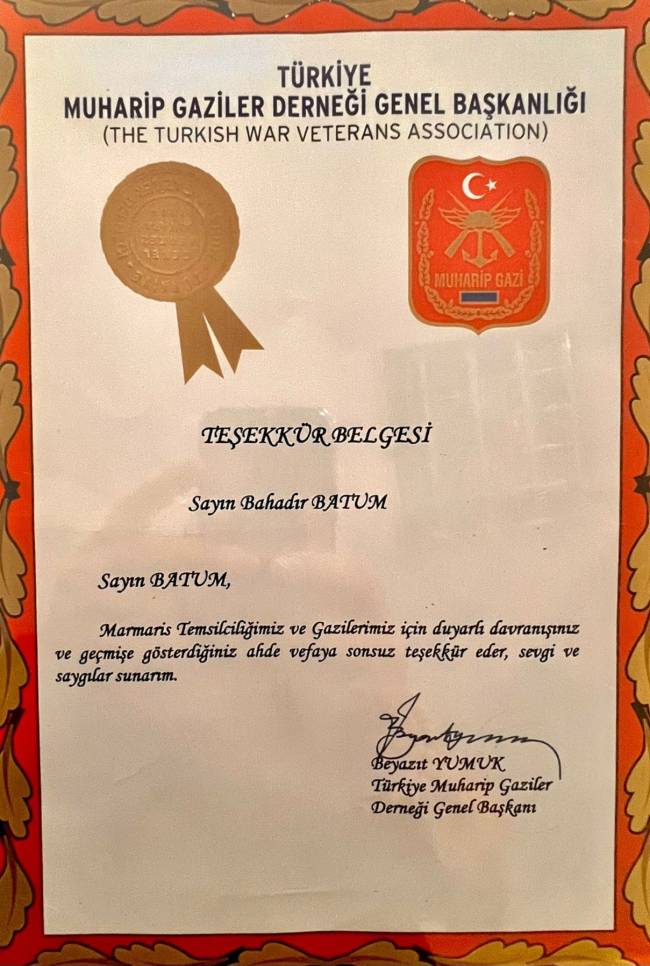 TÜRKİYE
MUHARİP GAZİLER DERNEĞİ GENEL BAŞKANLIĞI
(THE TURKISH WAR VETERANS ASSOCIATION)
MUHARİP GAZİ
TEŞEKKÜR BELGESİ
Sayın Bahadır BATUM
Sayın BATUM,
Marmaris Temsilciliğimiz ve Gazilerimiz için duyarlı davranışınız
ve geçmişe gösterdiğiniz ahde vefaya sonsuz teşekkür eder, sevgi ve
saygılar sunarım.
Beyazıt YUMUK
Türkiye Muharip Gaziler
Derneği Genel Başkanı